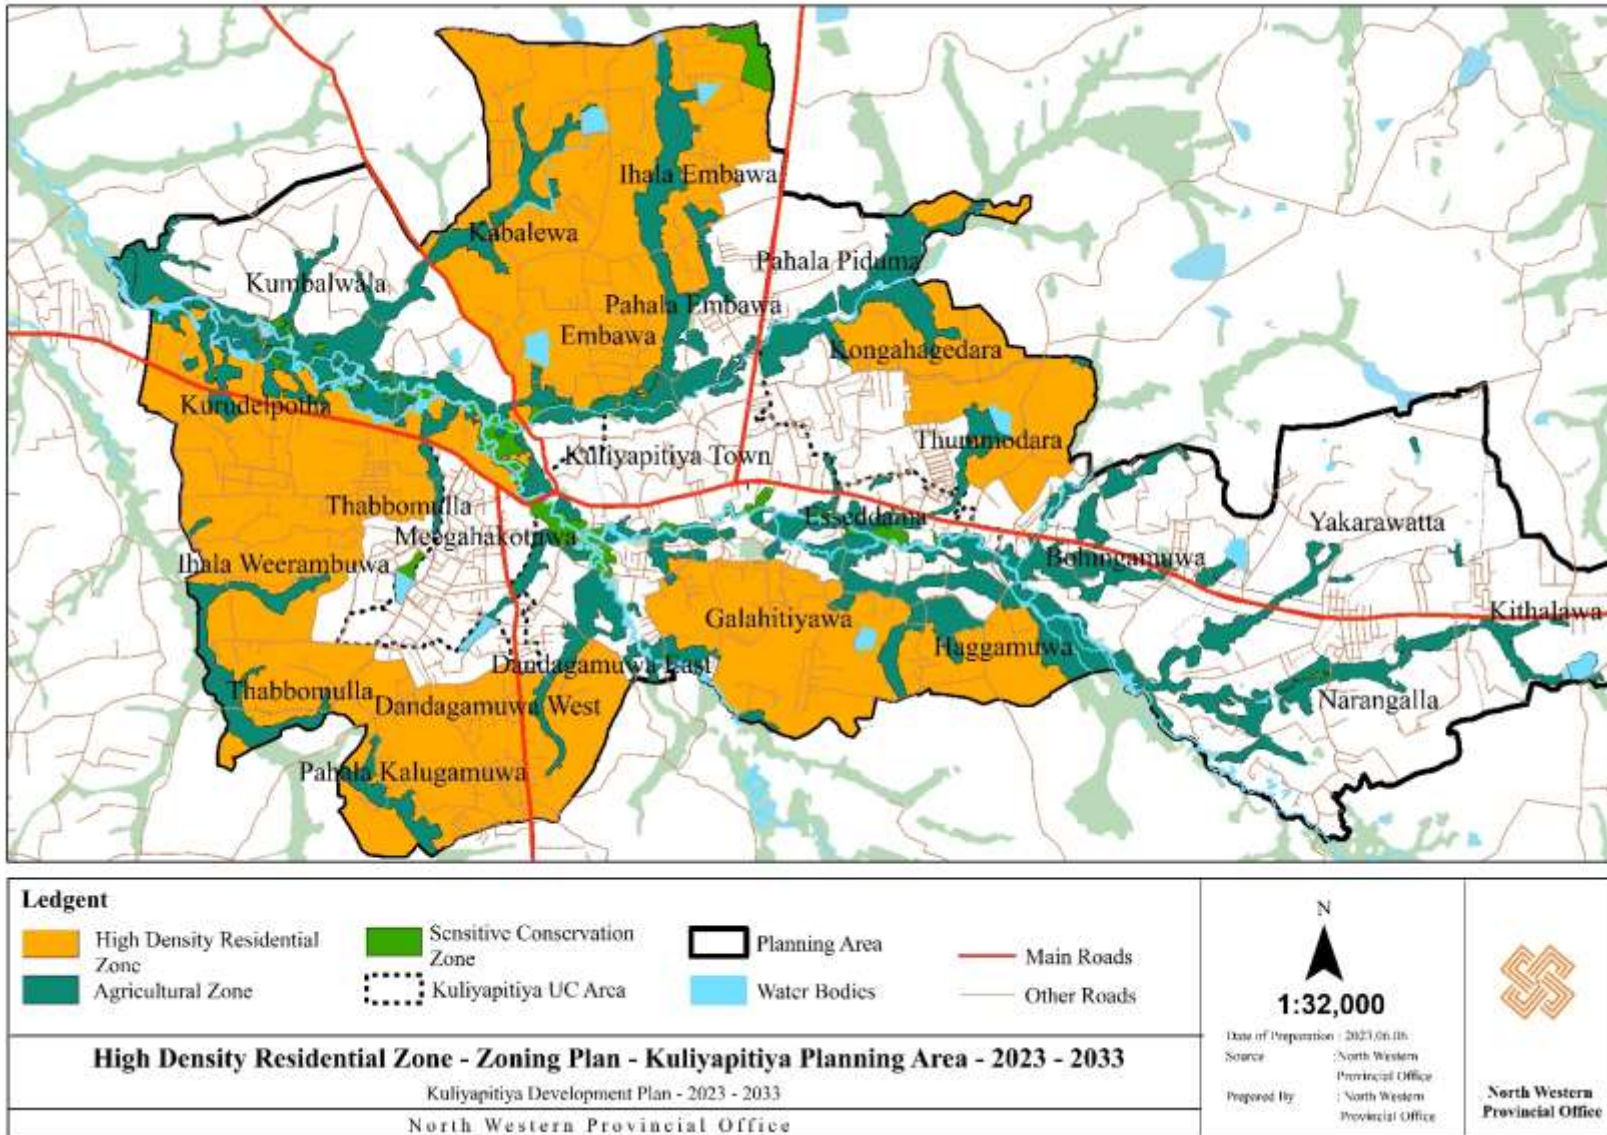 Ihala Embawa
Kabalewa
Pahala Piduma
Kumbalwala
Pahala Embawa
Embawa
Kongahagedara
Kurudelpotha
Thummodara
Kuliyapitiya Town
Thabbomulla
Esseddama
Yakarawatta
Meegahakotuwa
Bohingamuwa
Ihala Weerambuwa
Galahitiyawa
Kithalawa
Haggamuwa
Dandagamuwa East
Thabbomulla
Dandagamuwa West
Narangalla
Pahala Kalugamuwa
Ledgent
High Density Residential
Zone
Agricultural Zone
Sensitive Conservation
Zone
Kuliyapitiya UC Area
Planning Area
Water Bodies
Main Roads
Other Roads
High Density Residential Zone - Zoning Plan - Kuliyapitiya Planning Area - 2023 - 2033
Kuliyapitiya Development Plan - 2023 - 2033
North Western Provincial Office
N
1:32,000
Date of Preparation : 2023.06.06
Source : North Western
Provincial Office
Prepared By : North Western
Provincial Office
North Western
Provincial Office